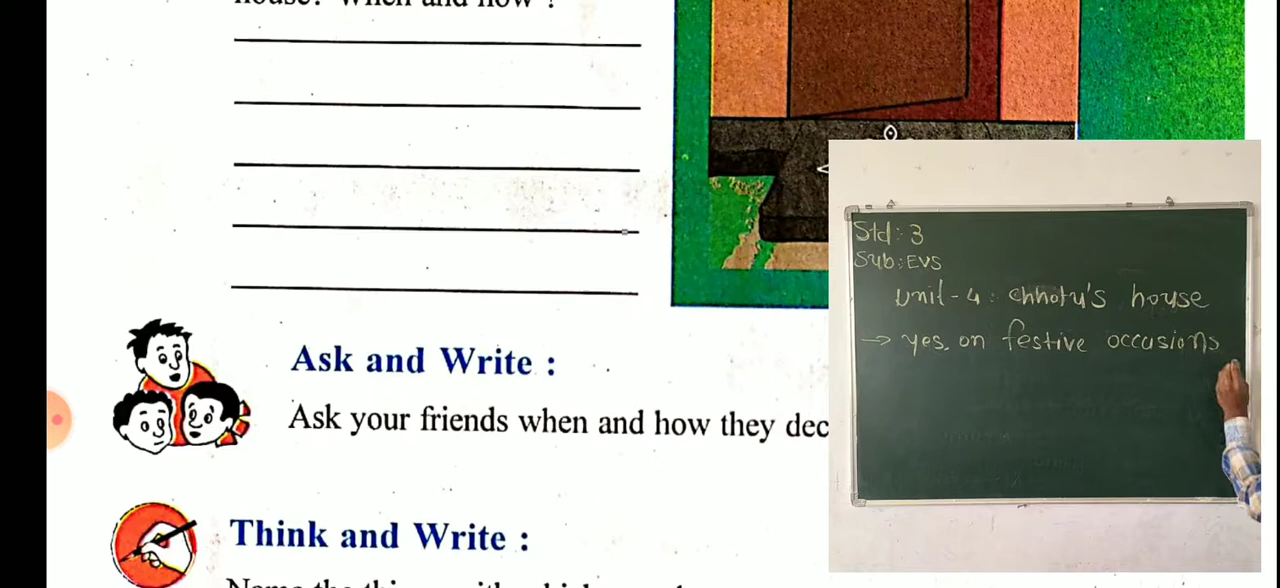 house? When and how ?
Ask and Write :
Ask your friends when and how they dec
Think and Write :
Std : 3
Sub : EVS
Unit - 4 : chhotu's house
→ yes. on festive occasions